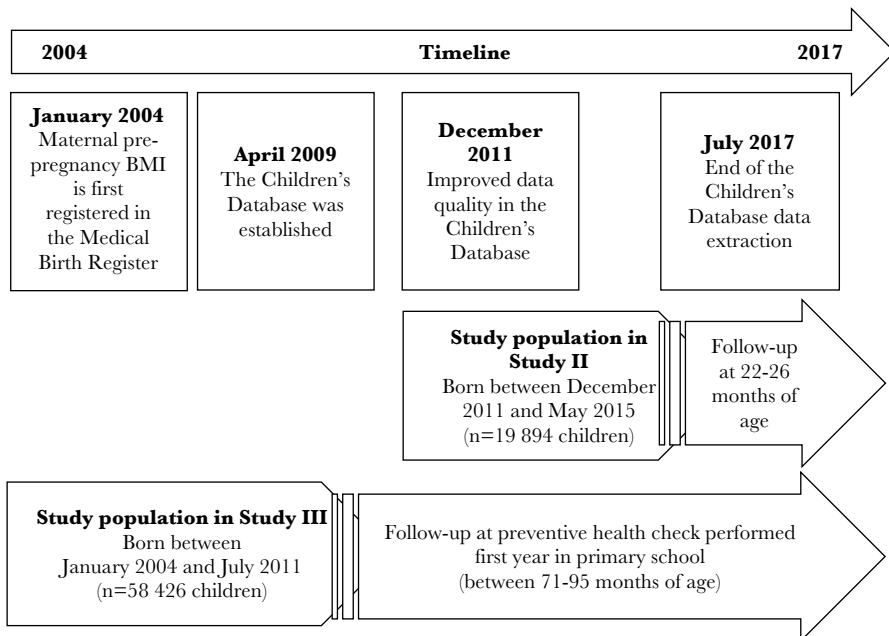 2004 Timeline 2017
January 2004
Maternal pre-
pregnancy BMI
is first
registered in
the Medical
Birth Register
April 2009
The Children's
Database was
established
December
2011
Improved data
quality in the
Children's
Database
July 2017
End of the
Children's
Database data
extraction
Study population in
Study II
Born between December
2011 and May 2015
(n=19 894 children)
Follow-up
at 22-26
months of
age
Study population in Study III
Born between
January 2004 and July 2011
(n=58 426 children)
Follow-up at preventive health check performed
first year in primary school
(between 71-95 months of age)